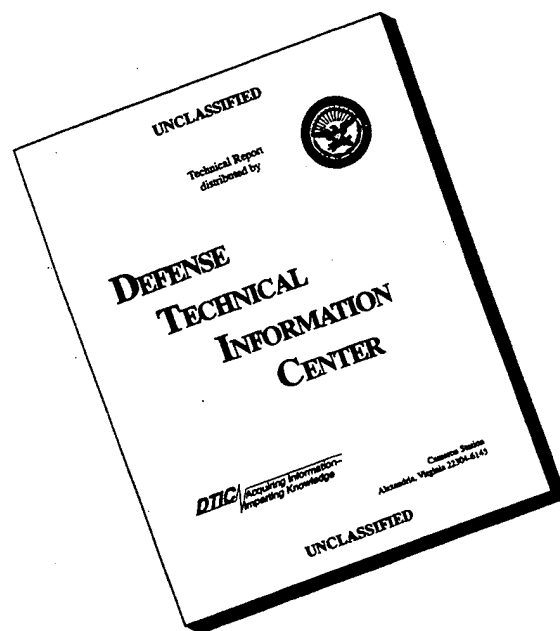 UNCLASSIFIED
Technical Report
distributed by
DEFENSE
TECHNICAL
INFORMATION
CENTER
DTIC
Acquiring Information–
Imparting Knowledge
Cameron Station
Alexandria, Virginia 22304-6145
UNCLASSIFIED